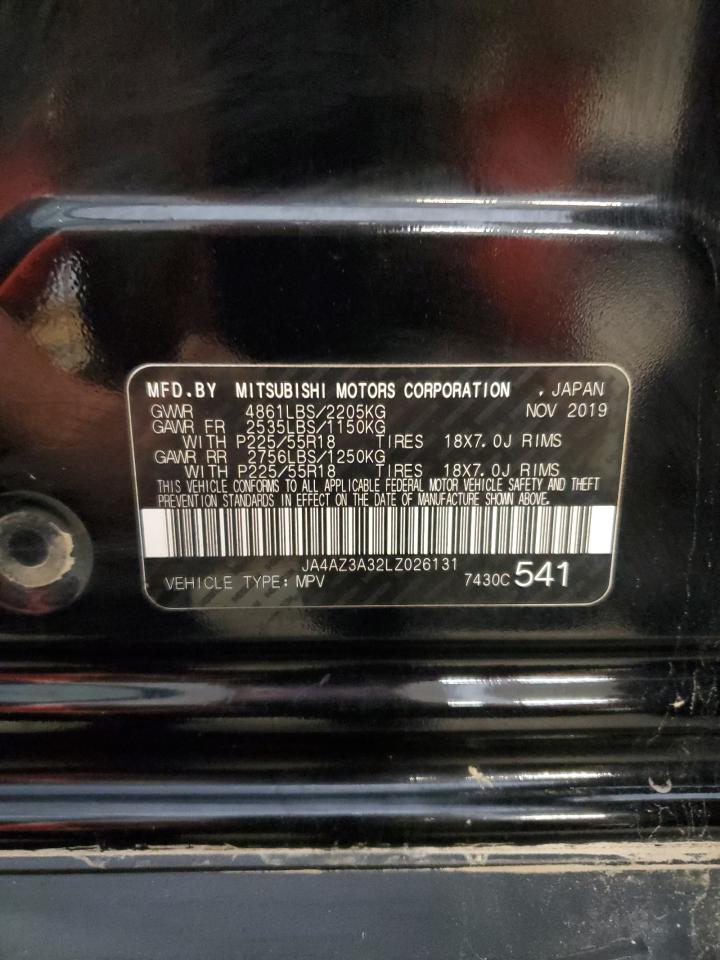 MFD.BY MITSUBISHI MOTORS CORPORATION , JAPAN
GVWR 4861LBS/2205KG NOV 2019
GAWR FR 2535LBS/1150KG
WITH P225/55R18 TIRES 18X7.0J RIMS
GAWR RR 2756LBS/1250KG
WITH P225/55R18 TIRES 18X7.0J RIMS
THIS VEHICLE CONFORMS TO ALL APPLICABLE FEDERAL MOTOR VEHICLE SAFETY AND THEFT
PREVENTION STANDARDS IN EFFECT ON THE DATE OF MANUFACTURE SHOWN ABOVE.
JA4AZ3A32LZ026131
VEHICLE TYPE: MPV 7430C 541